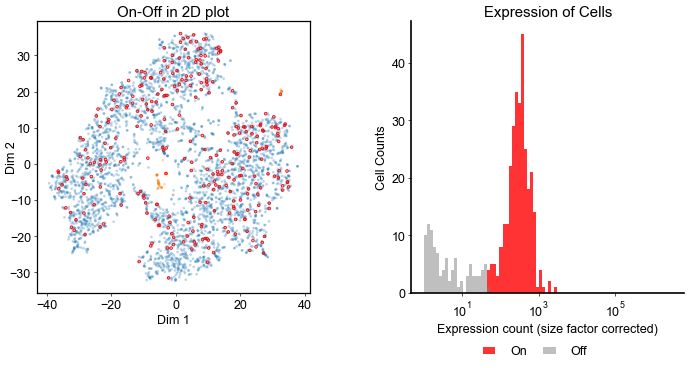 On-Off in 2D plot
Dim 2
30
20
10
0
−10
−20
−30
−40 −20 0 20 40
Dim 1
Expression of Cells
Cell Counts
40
30
20
10
0
10^1 10^3 10^5
Expression count (size factor corrected)
On Off